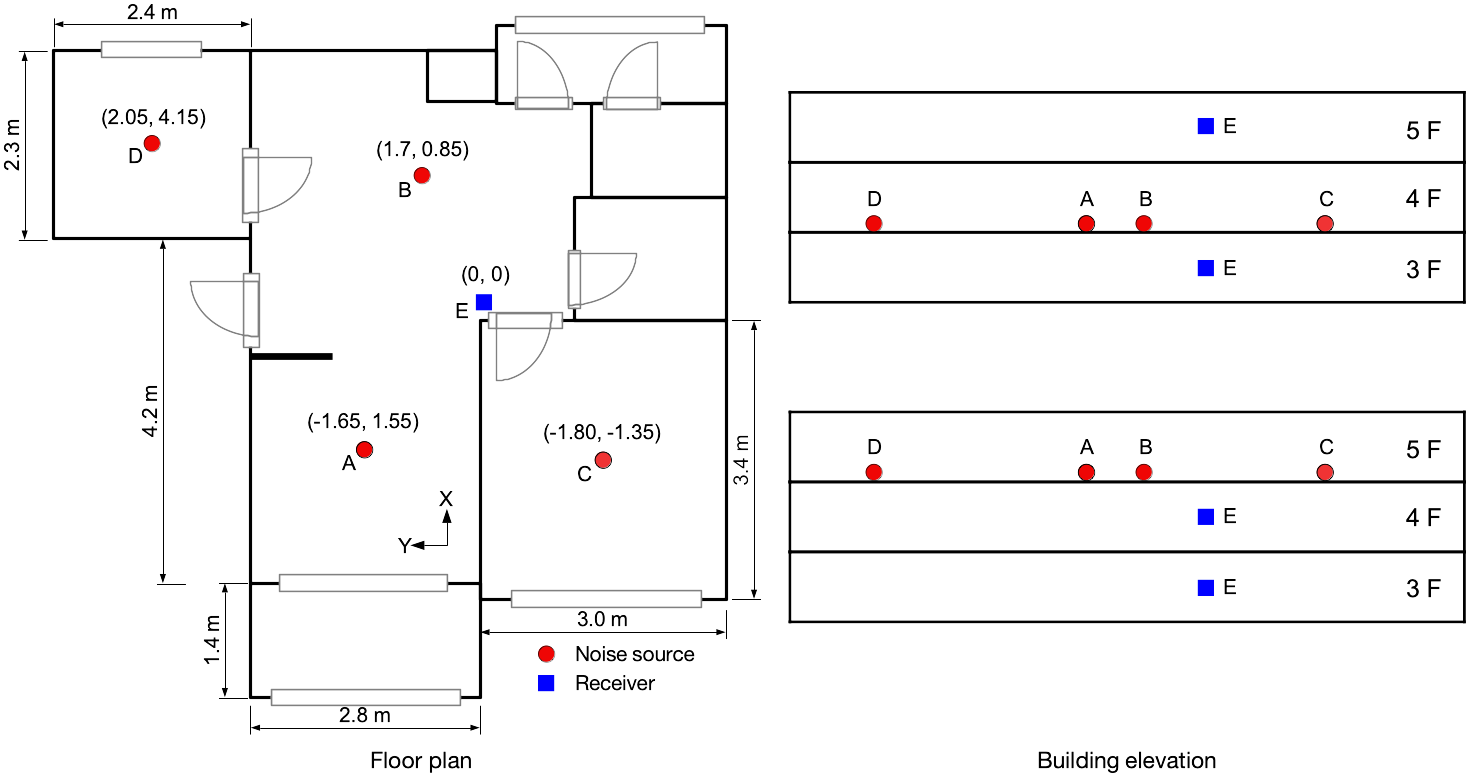 2.4 m
2.3 m
(2.05, 4.15)
D
(1.7, 0.85)
B
(0, 0)
E
4.2 m
(-1.65, 1.55)
A
(-1.80, -1.35)
C
3.4 m
X
Y
1.4 m
3.0 m
2.8 m
Noise source
Receiver
Floor plan
E 5 F
D A B C 4 F
E 3 F
D A B C 5 F
E 4 F
E 3 F
Building elevation